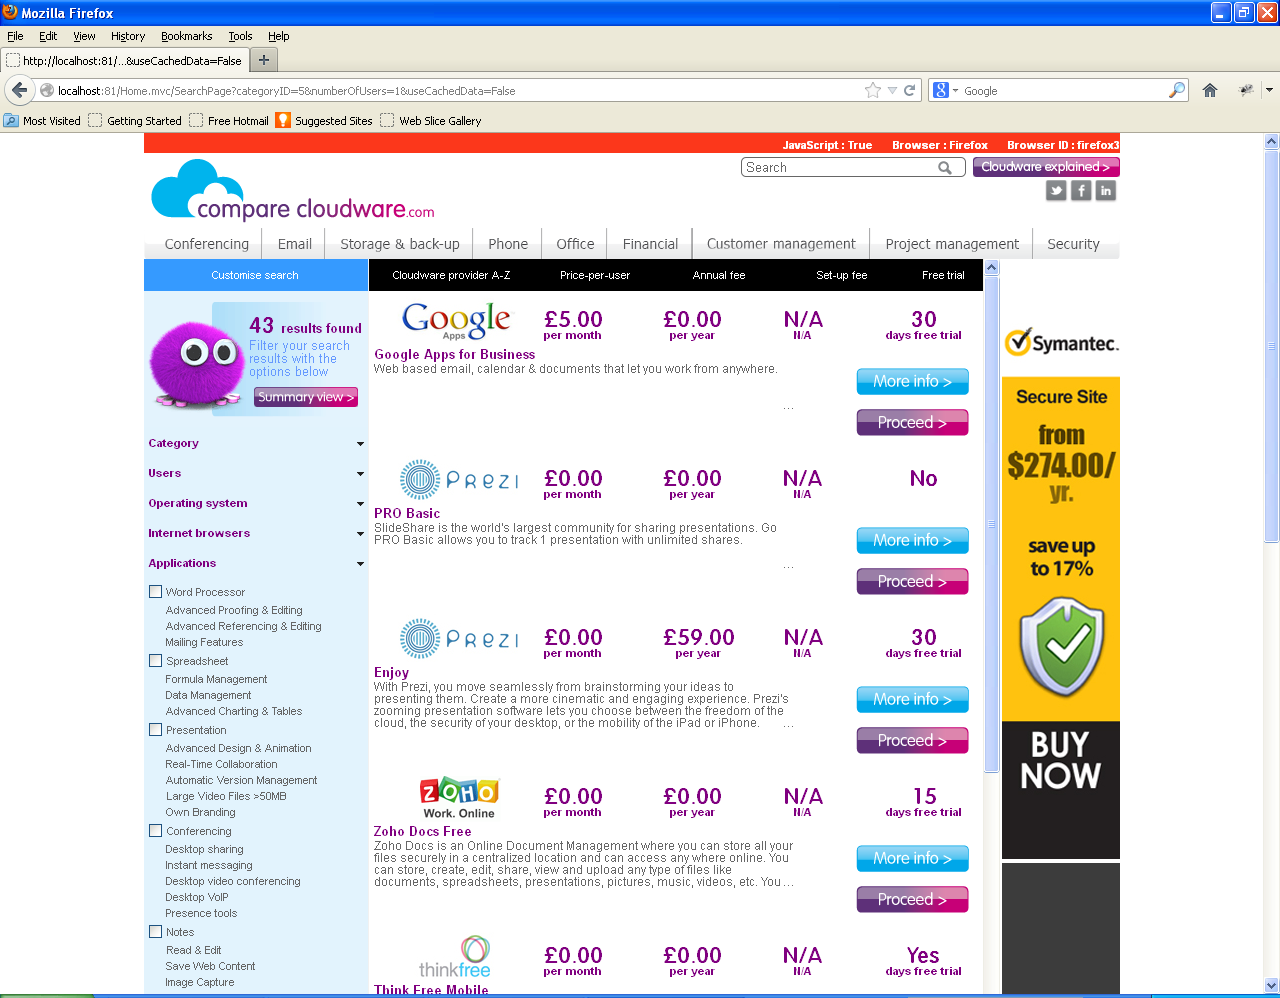 Mozilla Firefox
File Edit View History Bookmarks Tools Help
http://localhost:81/...&useCachedData=False
localhost:81/Home.mvc/SearchPage?categoryID=5&numberOfUsers=1&useCachedData=False
Google
Most Visited Getting Started Free Hotmail Suggested Sites Web Slice Gallery
JavaScript : True Browser : Firefox Browser ID : firefox3
Search
Cloudware explained >
compare cloudware.com
Conferencing Email Storage & back-up Phone Office Financial Customer management Project management Security
Customise search
Cloudware provider A-Z Price-per-user Annual fee Set-up fee Free trial
43 results found
Filter your search
results with the
options below
Summary view >
Category
Users
Operating system
Internet browsers
Applications
Word Processor
Advanced Proofing & Editing
Advanced Referencing & Editing
Mailing Features
Spreadsheet
Formula Management
Data Management
Advanced Charting & Tables
Presentation
Advanced Design & Animation
Real-Time Collaboration
Automatic Version Management
Large Video Files >50MB
Own Branding
Conferencing
Desktop sharing
Instant messaging
Desktop video conferencing
Desktop VoIP
Presence tools
Notes
Read & Edit
Save Web Content
Image Capture
Google Apps
£5.00 £0.00 N/A 30
per month per year N/A days free trial
Google Apps for Business
Web based email, calendar & documents that let you work from anywhere.
...
More info >
Proceed >
PREZI
£0.00 £0.00 N/A No
per month per year N/A
PRO Basic
SlideShare is the world's largest community for sharing presentations. Go
PRO Basic allows you to track 1 presentation with unlimited shares.
...
More info >
Proceed >
PREZI
£0.00 £59.00 N/A 30
per month per year N/A days free trial
Enjoy
With Prezi, you move seamlessly from brainstorming your ideas to
presenting them. Create a more cinematic and engaging experience. Prezi's
zooming presentation software lets you choose between the freedom of the
cloud, the security of your desktop, or the mobility of the iPad or iPhone. ...
More info >
Proceed >
ZOHO
Work. Online
£0.00 £0.00 N/A 15
per month per year N/A days free trial
Zoho Docs Free
Zoho Docs is an Online Document Management where you can store all your
files securely in a centralized location and can access any where online. You
can store, create, edit, share, view and upload any type of files like
documents, spreadsheets, presentations, pictures, music, videos, etc. You ...
More info >
Proceed >
thinkfree
£0.00 £0.00 N/A Yes
per month per year N/A days free trial
Think Free Mobile
Symantec.
Secure Site
from
$274.00/
yr.
save up
to 17%
BUY
NOW